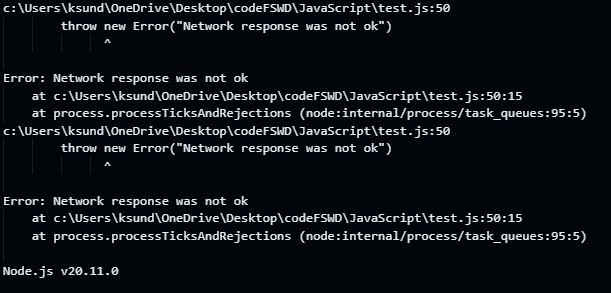 c:\Users\ksund\OneDrive\Desktop\codeFSWD\JavaScript\test.js:50
        throw new Error("Network response was not ok")
              ^
Error: Network response was not ok
    at c:\Users\ksund\OneDrive\Desktop\codeFSWD\JavaScript\test.js:50:15
    at process.processTicksAndRejections (node:internal/process/task_queues:95:5)
c:\Users\ksund\OneDrive\Desktop\codeFSWD\JavaScript\test.js:50
        throw new Error("Network response was not ok")
              ^
Error: Network response was not ok
    at c:\Users\ksund\OneDrive\Desktop\codeFSWD\JavaScript\test.js:50:15
    at process.processTicksAndRejections (node:internal/process/task_queues:95:5)
Node.js v20.11.0